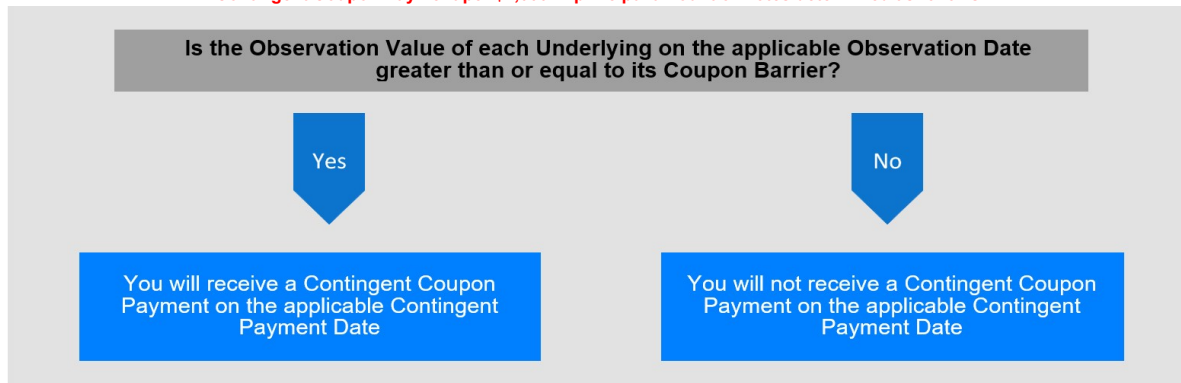 Is the Observation Value of each Underlying on the applicable Observation Date
greater than or equal to its Coupon Barrier?
Yes
No
You will receive a Contingent Coupon
Payment on the applicable Contingent
Payment Date
You will not receive a Contingent Coupon
Payment on the applicable Contingent
Payment Date